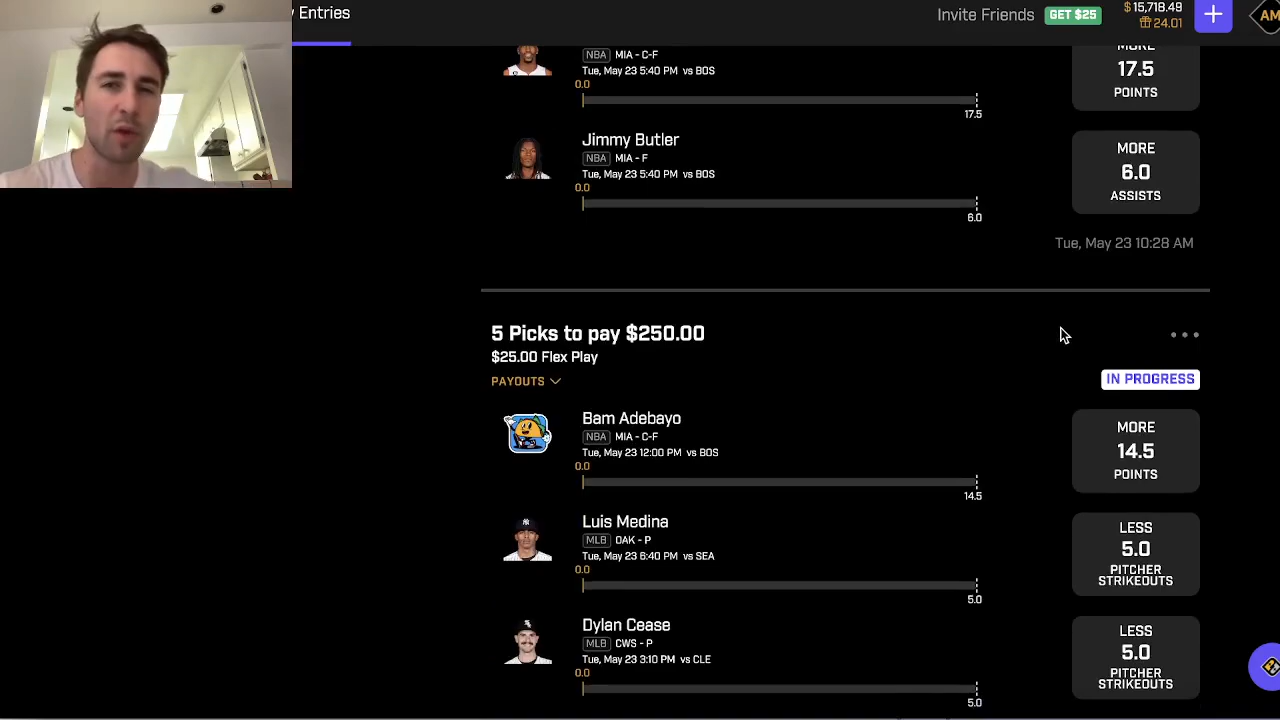 y Entries
Invite Friends GET $25
$ 15,718.49
24.01
AM
NBA MIA - C-F
Tue, May 23 5:40 PM vs BOS
0.0
17.5
MORE
17.5
POINTS
Jimmy Butler
NBA MIA - F
Tue, May 23 5:40 PM vs BOS
0.0
6.0
MORE
6.0
ASSISTS
Tue, May 23 10:28 AM
5 Picks to pay $250.00
$25.00 Flex Play
PAYOUTS
IN PROGRESS
Bam Adebayo
NBA MIA - C-F
Tue, May 23 12:00 PM vs BOS
0.0
14.5
MORE
14.5
POINTS
Luis Medina
MLB OAK - P
Tue, May 23 6:40 PM vs SEA
0.0
5.0
LESS
5.0
PITCHER
STRIKEOUTS
Dylan Cease
MLB CWS - P
Tue, May 23 3:10 PM vs CLE
0.0
5.0
LESS
5.0
PITCHER
STRIKEOUTS